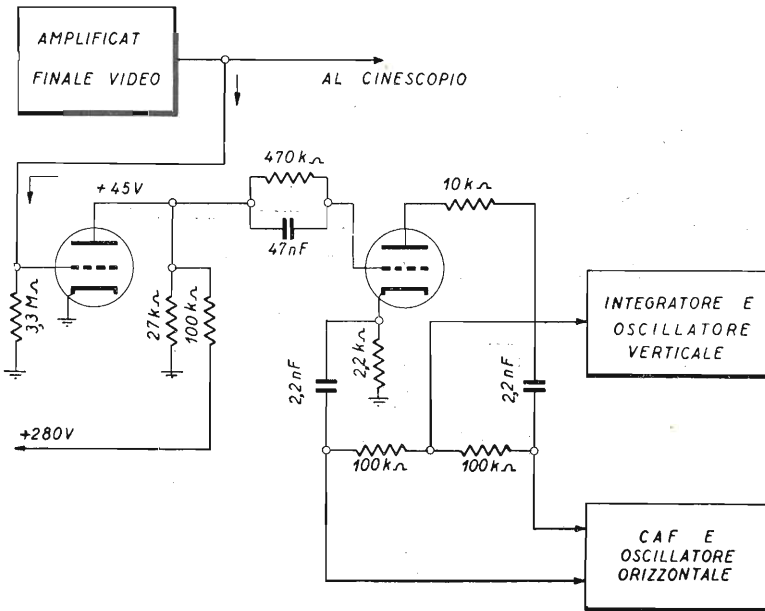 AMPLIFICAT
FINALE VIDEO
AL CINESCOPIO
+45V
470kΩ
47nF
10kΩ
3,3MΩ
27kΩ
100kΩ
2,2nF
2,2kΩ
2,2nF
INTEGRATORE E
OSCILLATORE
VERTICALE
+280V
100kΩ
100kΩ
CAF E
OSCILLATORE
ORIZZONTALE